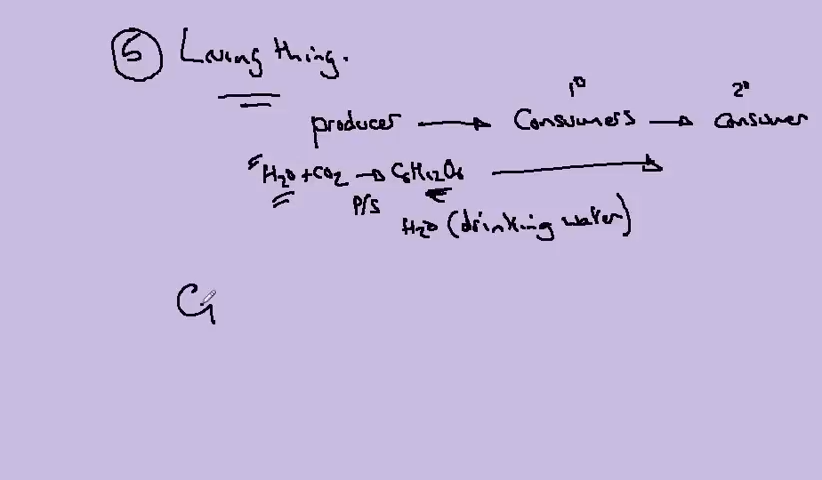 5 Living thing.
1° 2°
producer → Consumers → Consumer
H2O + CO2 → C6H12O6 →
P/S
H2O (drinking water)
G